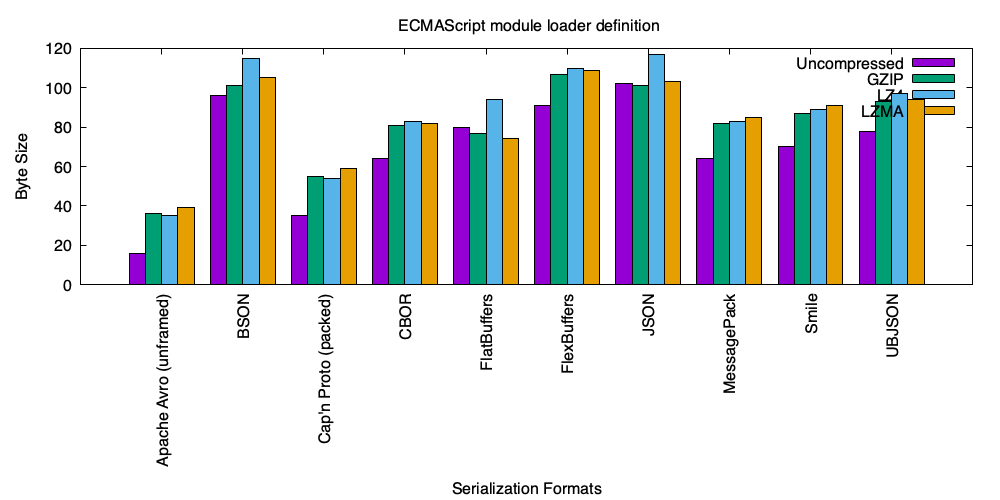 ECMAScript module loader definition
Uncompressed
GZIP
LZ4
LZMA
Byte Size
120
100
80
60
40
20
0
Apache Avro (unframed)
BSON
Cap'n Proto (packed)
CBOR
FlatBuffers
FlexBuffers
JSON
MessagePack
Smile
UBJSON
Serialization Formats